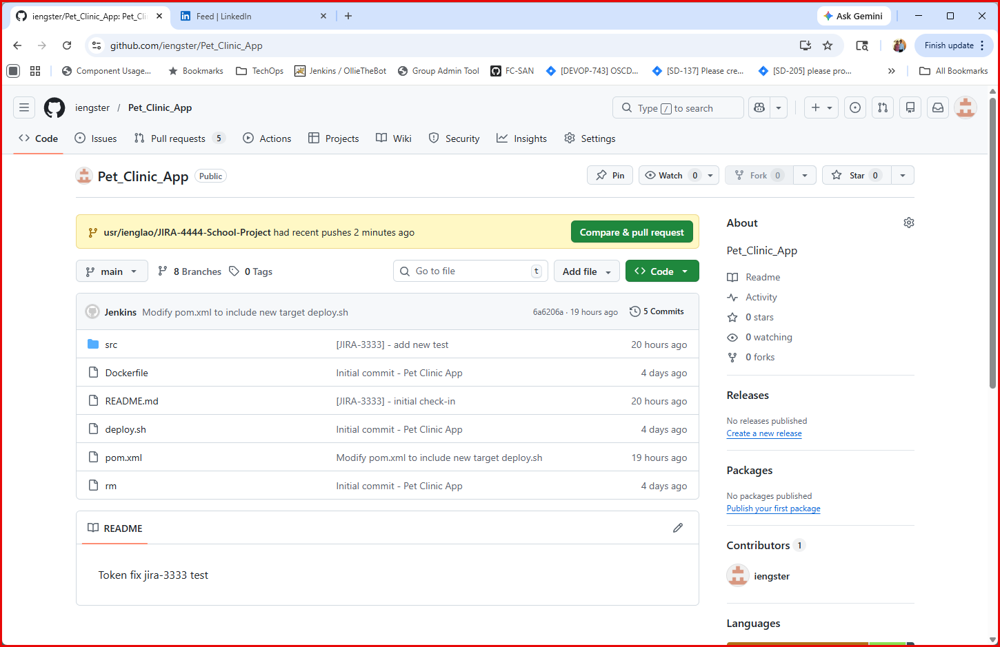 iengster/Pet_Clinic_App: Pet_Cli
Feed | LinkedIn
Ask Gemini
github.com/iengster/Pet_Clinic_App
Finish update
Component Usage...
Bookmarks
TechOps
Jenkins / OllieTheBot
Group Admin Tool
FC-SAN
[DEVOP-743] OSCD...
[SD-137] Please cre...
[SD-205] please pro...
»
All Bookmarks
iengster / Pet_Clinic_App
Type / to search
Code
Issues
Pull requests 5
Actions
Projects
Wiki
Security
Insights
Settings
Pet_Clinic_App Public
Pin
Watch 0
Fork 0
Star 0
usr/ienglao/JIRA-4444-School-Project had recent pushes 2 minutes ago
Compare & pull request
main
8 Branches
0 Tags
Go to file t
Add file
Code
Jenkins Modify pom.xml to include new target deploy.sh 6a6206a · 19 hours ago 5 Commits
src [JIRA-3333] - add new test 20 hours ago
Dockerfile Initial commit - Pet Clinic App 4 days ago
README.md [JIRA-3333] - initial check-in 20 hours ago
deploy.sh Initial commit - Pet Clinic App 4 days ago
pom.xml Modify pom.xml to include new target deploy.sh 19 hours ago
rm Initial commit - Pet Clinic App 4 days ago
README
Token fix jira-3333 test
About
Pet_Clinic_App
Readme
Activity
0 stars
0 watching
0 forks
Releases
No releases published
Create a new release
Packages
No packages published
Publish your first package
Contributors 1
iengster
Languages